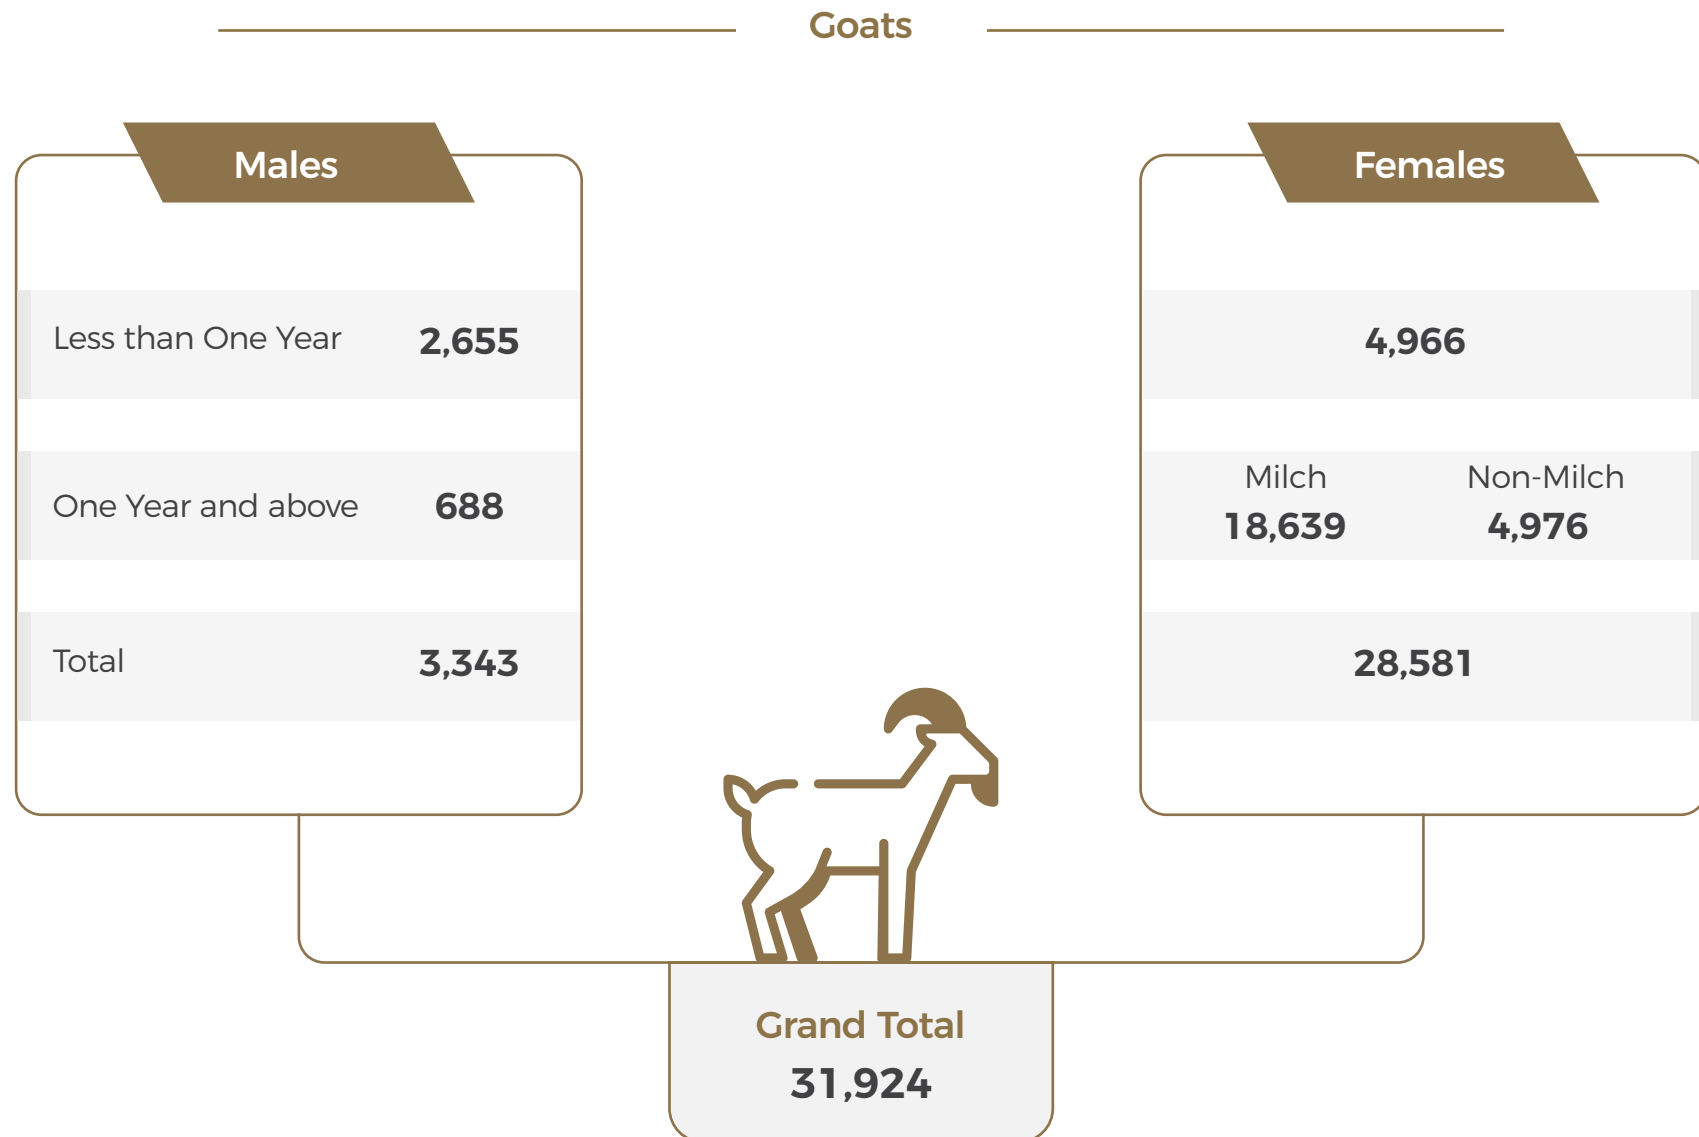 Goats
Males
Less than One Year 2,655
One Year and above 688
Total 3,343
Females
4,966
Milch Non-Milch
18,639 4,976
28,581
Grand Total
31,924